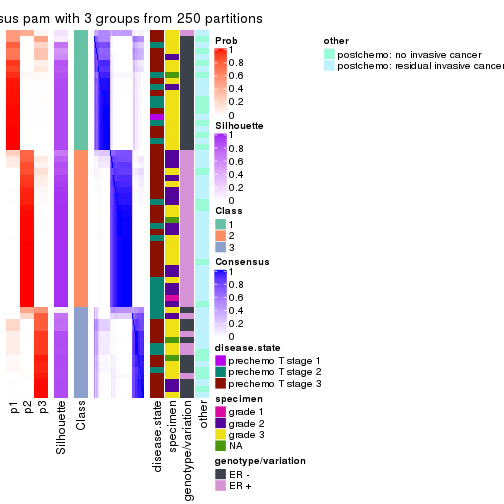 sus pam with 3 groups from 250 partitions
Prob
1
0.8
0.6
0.4
0.2
0
Silhouette
1
0.8
0.6
0.4
0.2
0
Class
1
2
3
Consensus
1
0.8
0.6
0.4
0.2
0
disease.state
prechemo T stage 1
prechemo T stage 2
prechemo T stage 3
specimen
grade 1
grade 2
grade 3
NA
genotype/variation
ER -
ER +
other
postchemo: no invasive cancer
postchemo: residual invasive cancer
p1
p2
p3
Silhouette
Class
disease.state
specimen
genotype/variation
other